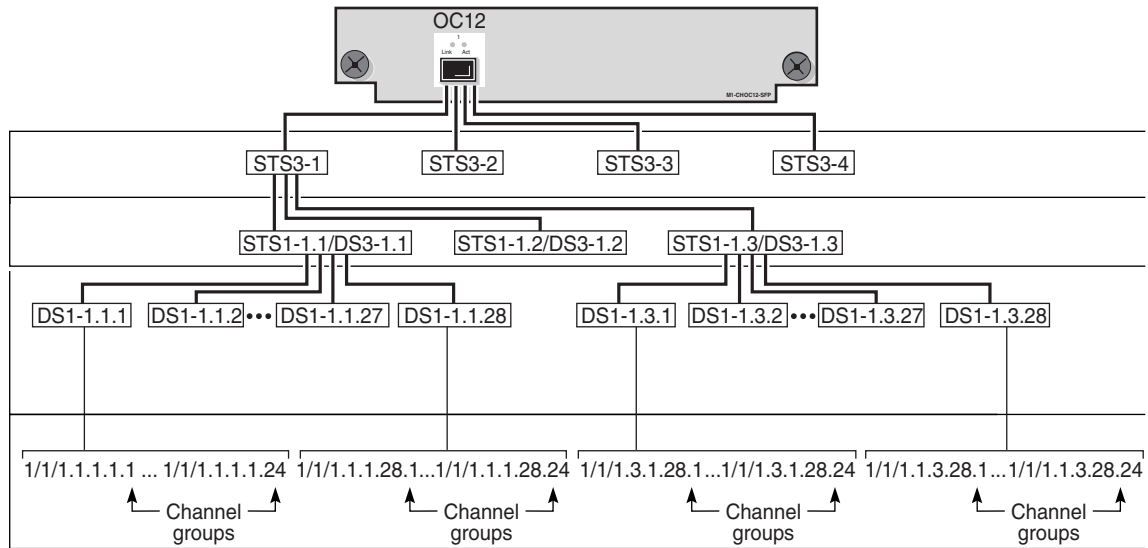 OC12
1
Link Act
M1-CHOC12-SFP
STS3-1 STS3-2 STS3-3 STS3-4
STS1-1.1/DS3-1.1 STS1-1.2/DS3-1.2 STS1-1.3/DS3-1.3
DS1-1.1.1 DS1-1.1.2 ••• DS1-1.1.27 DS1-1.1.28 DS1-1.3.1 DS1-1.3.2 ••• DS1-1.3.27 DS1-1.3.28
1/1/1.1.1.1.1 ... 1/1/1.1.1.1.24 1/1/1.1.1.28.1...1/1/1.1.1.28.24 1/1/1.3.1.28.1...1/1/1.3.1.28.24 1/1/1.1.3.28.1...1/1/1.1.3.28.24
Channel groups
Channel groups
Channel groups
Channel groups